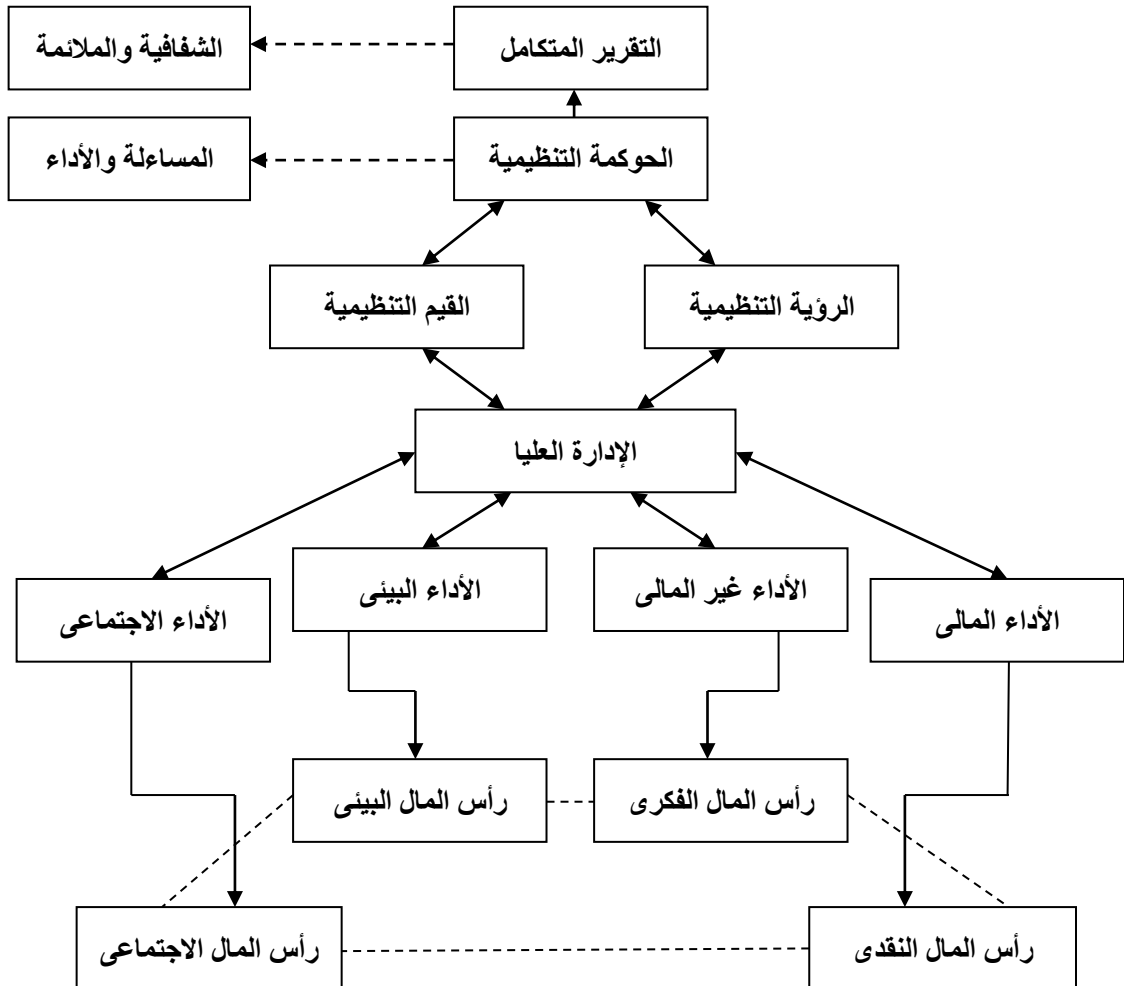 التقرير المتكامل
الشفافية والملائمة
الحوكمة التنظيمية
المساءلة والأداء
الرؤية التنظيمية
القيم التنظيمية
الإدارة العليا
الأداء المالى
الأداء غير المالى
الأداء البيئى
الأداء الاجتماعى
رأس المال الفكرى
رأس المال البيئى
رأس المال النقدى
رأس المال الاجتماعى